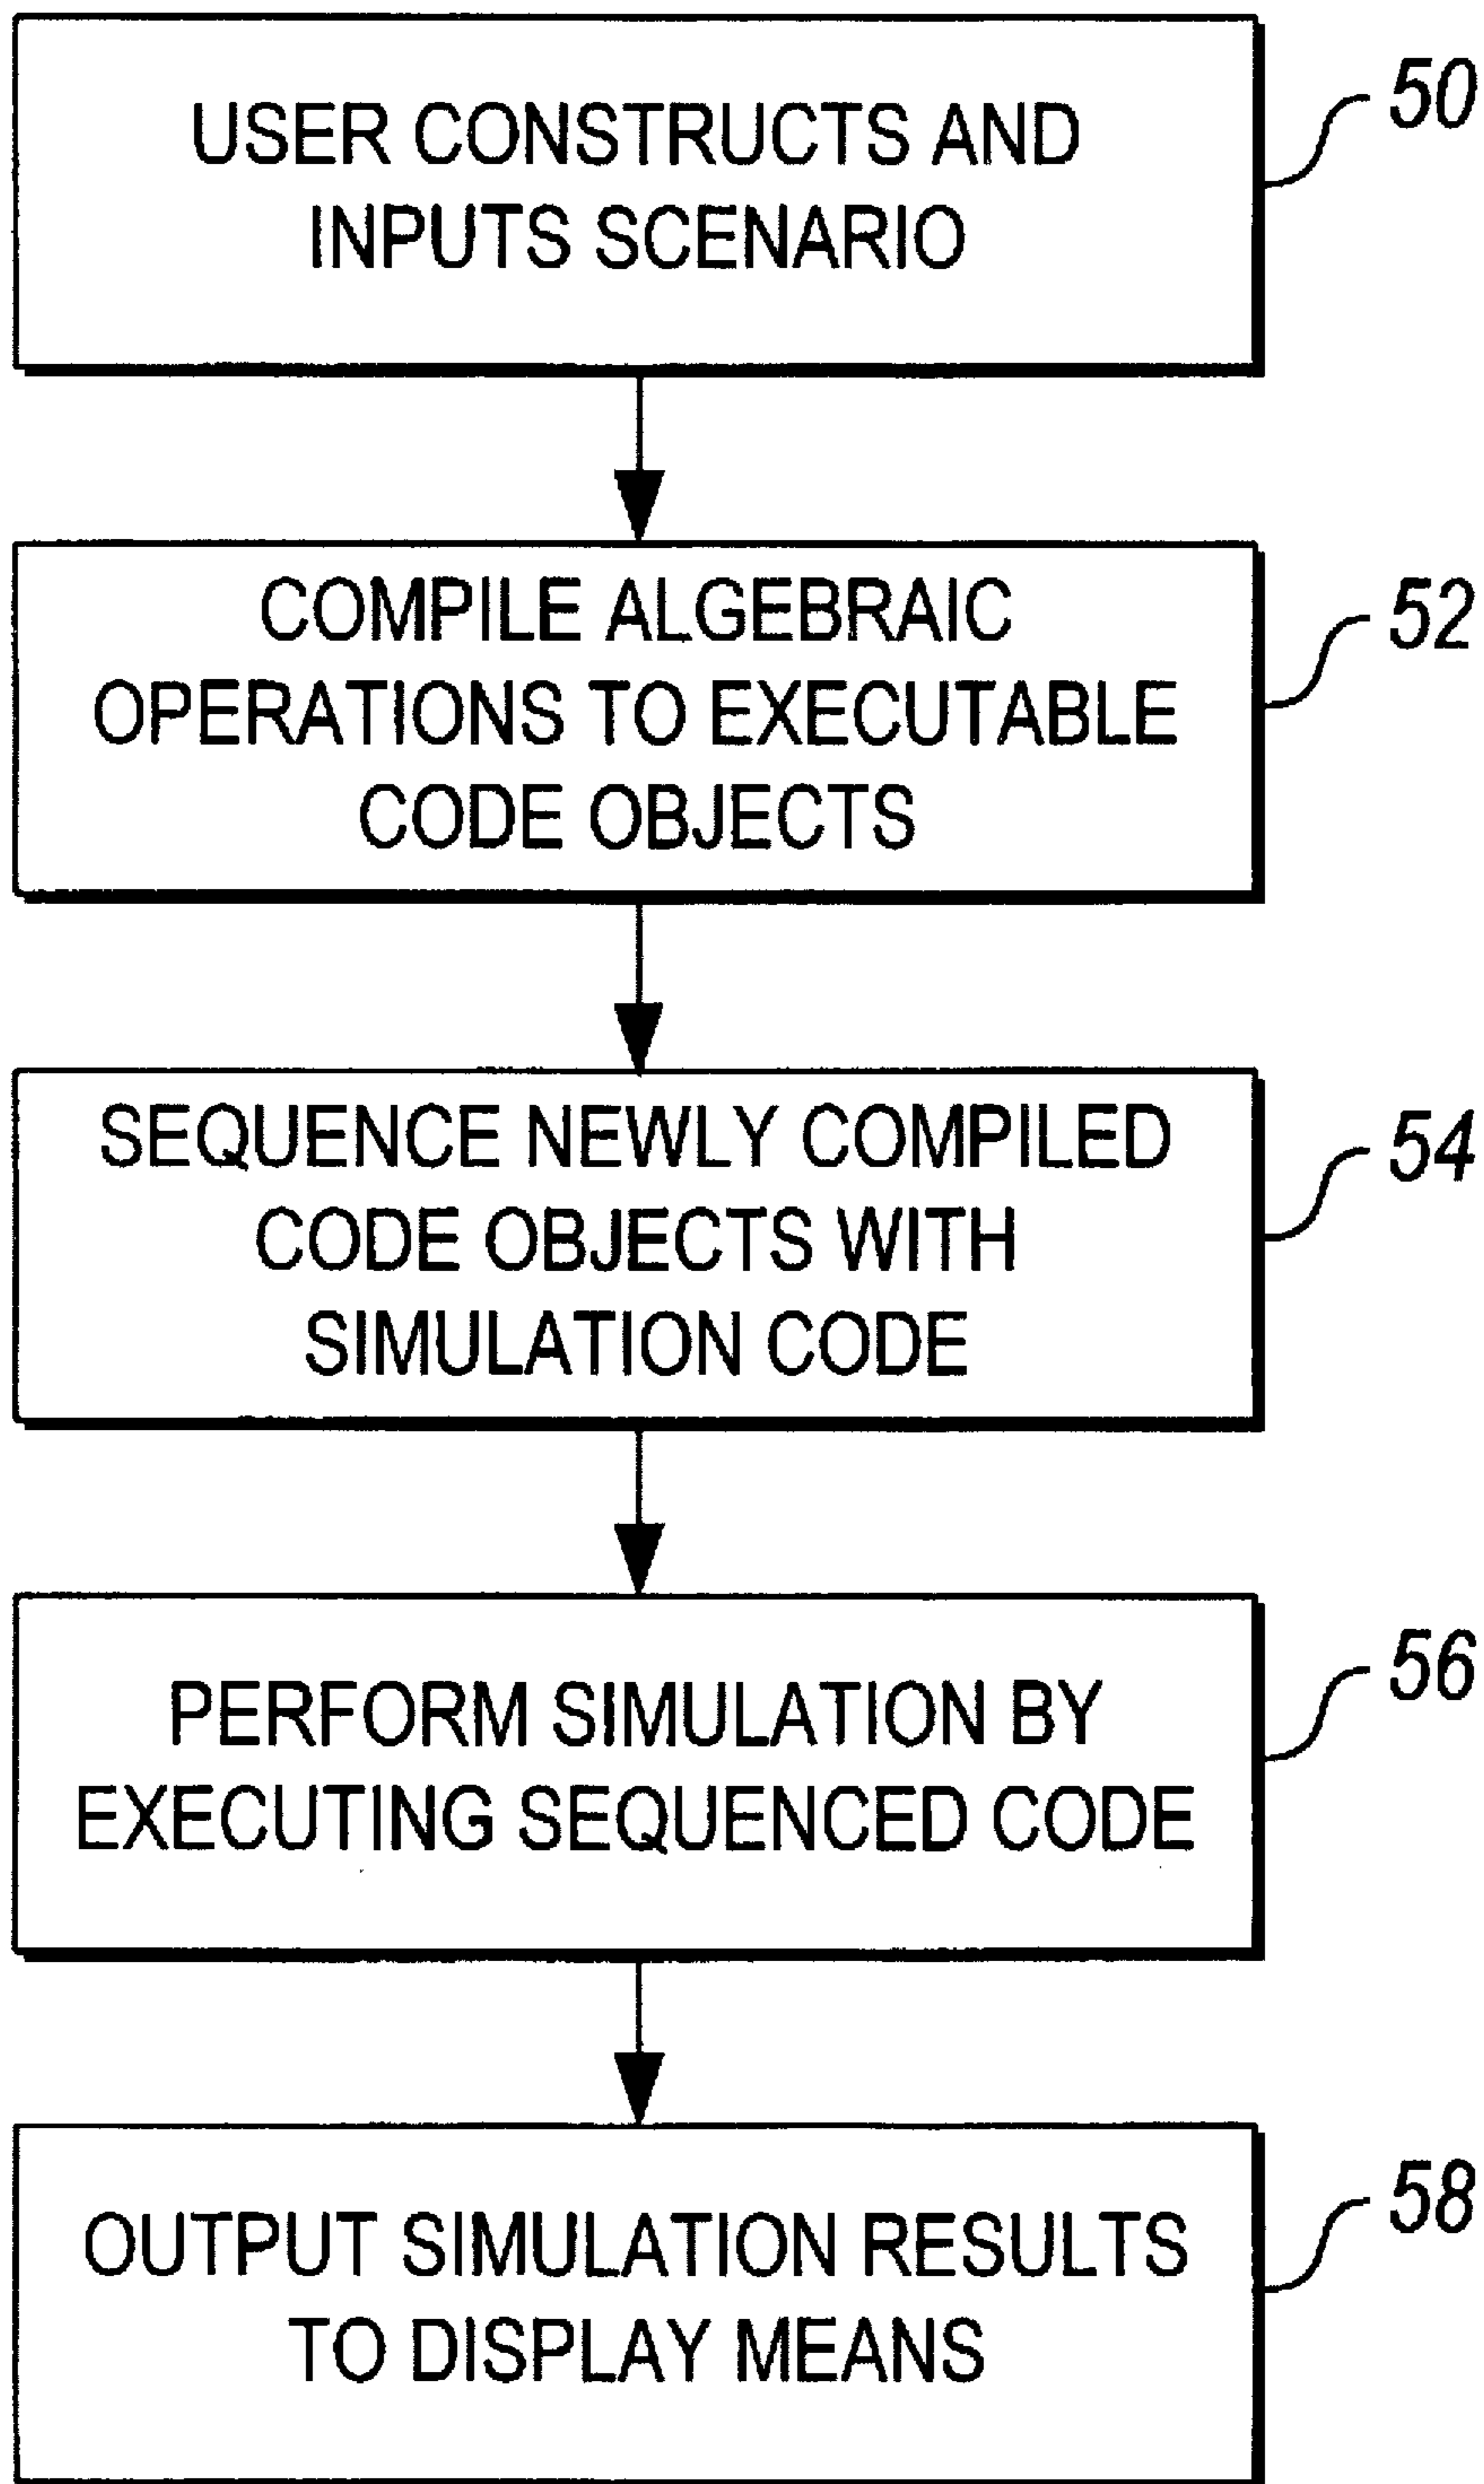 USER CONSTRUCTS AND
INPUTS SCENARIO
50
COMPILE ALGEBRAIC
OPERATIONS TO EXECUTABLE
CODE OBJECTS
52
SEQUENCE NEWLY COMPILED
CODE OBJECTS WITH
SIMULATION CODE
54
PERFORM SIMULATION BY
EXECUTING SEQUENCED CODE
56
OUTPUT SIMULATION RESULTS
TO DISPLAY MEANS
58